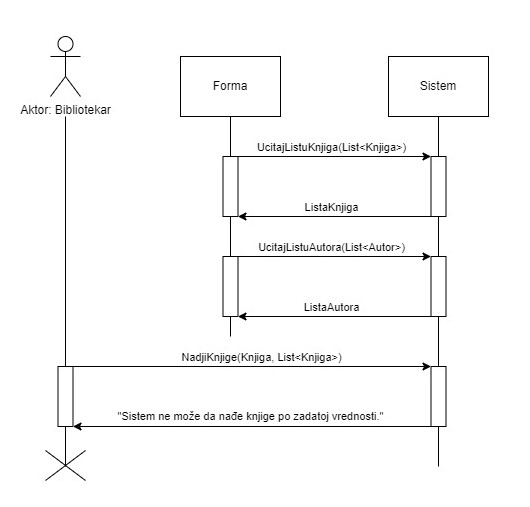 Aktor: Bibliotekar
Forma
Sistem
UcitajListuKnjiga(List<Knjiga>)
ListaKnjiga
UcitajListuAutora(List<Autor>)
ListaAutora
NadjiKnjige(Knjiga, List<Knjiga>)
"Sistem ne može da nađe knjige po zadatoj vrednosti."